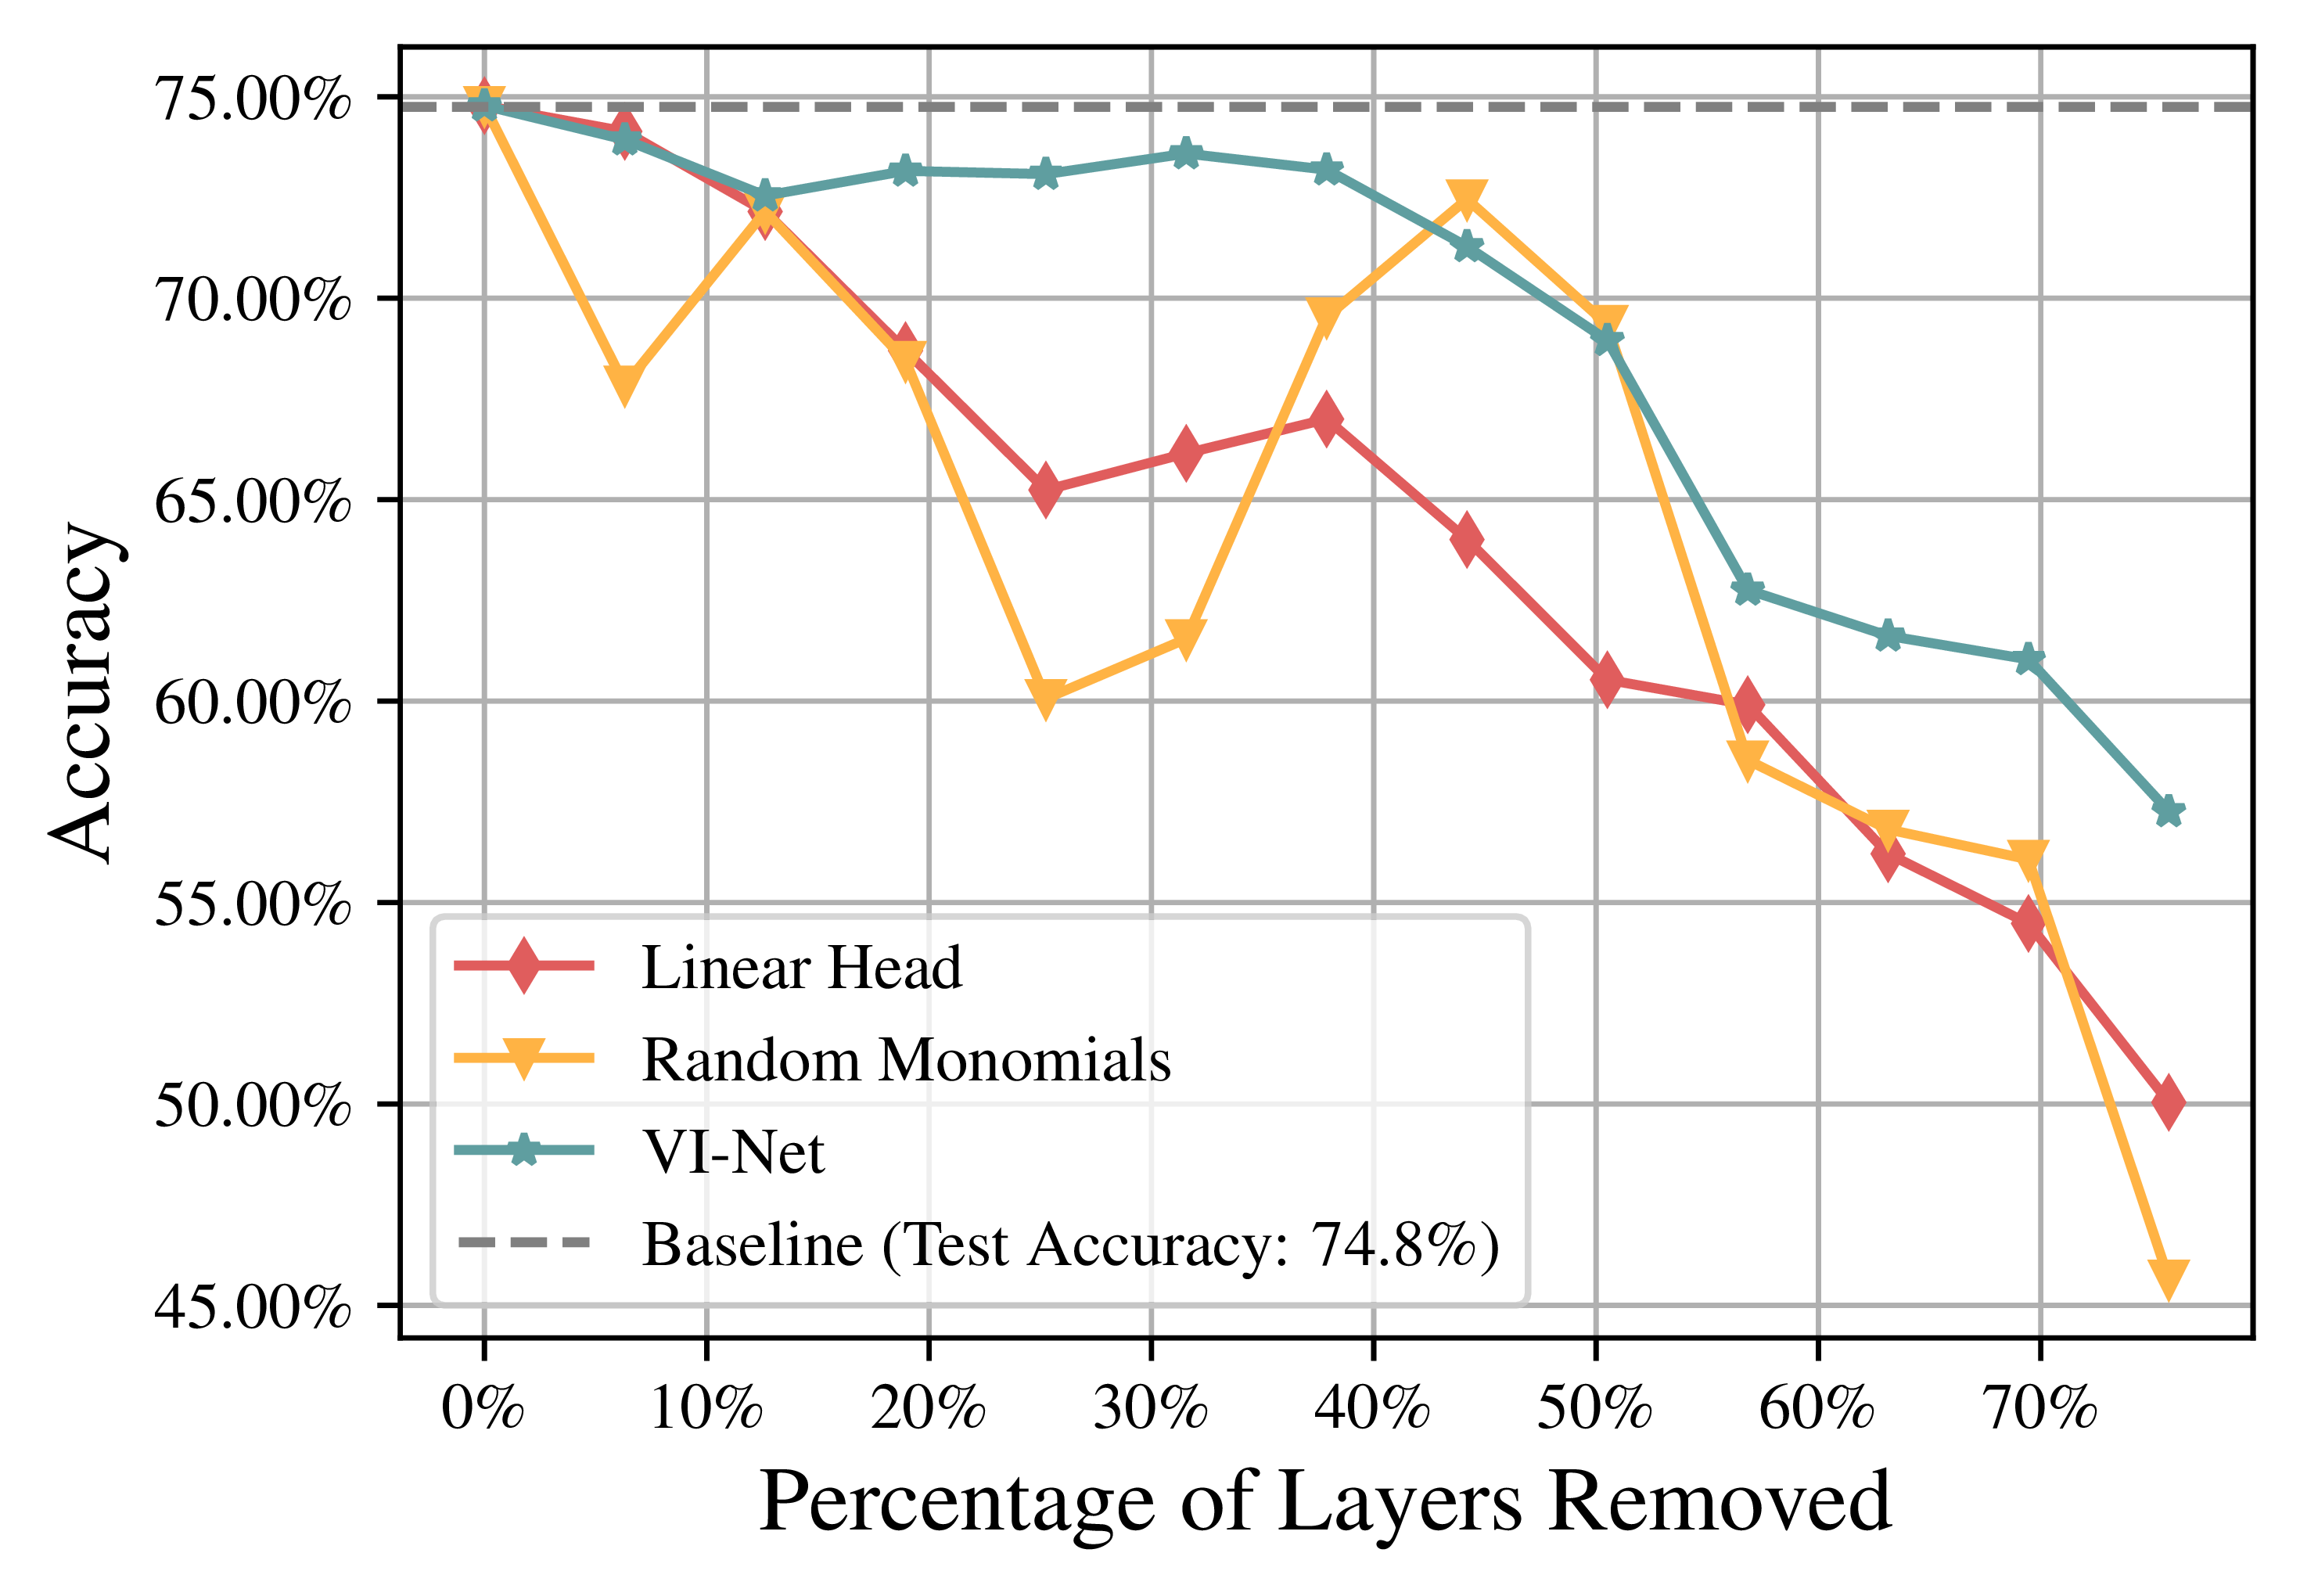 75.00%
70.00%
65.00%
60.00%
55.00%
50.00%
45.00%
Accuracy
Linear Head
Random Monomials
VI-Net
Baseline (Test Accuracy: 74.8%)
0% 10% 20% 30% 40% 50% 60% 70%
Percentage of Layers Removed